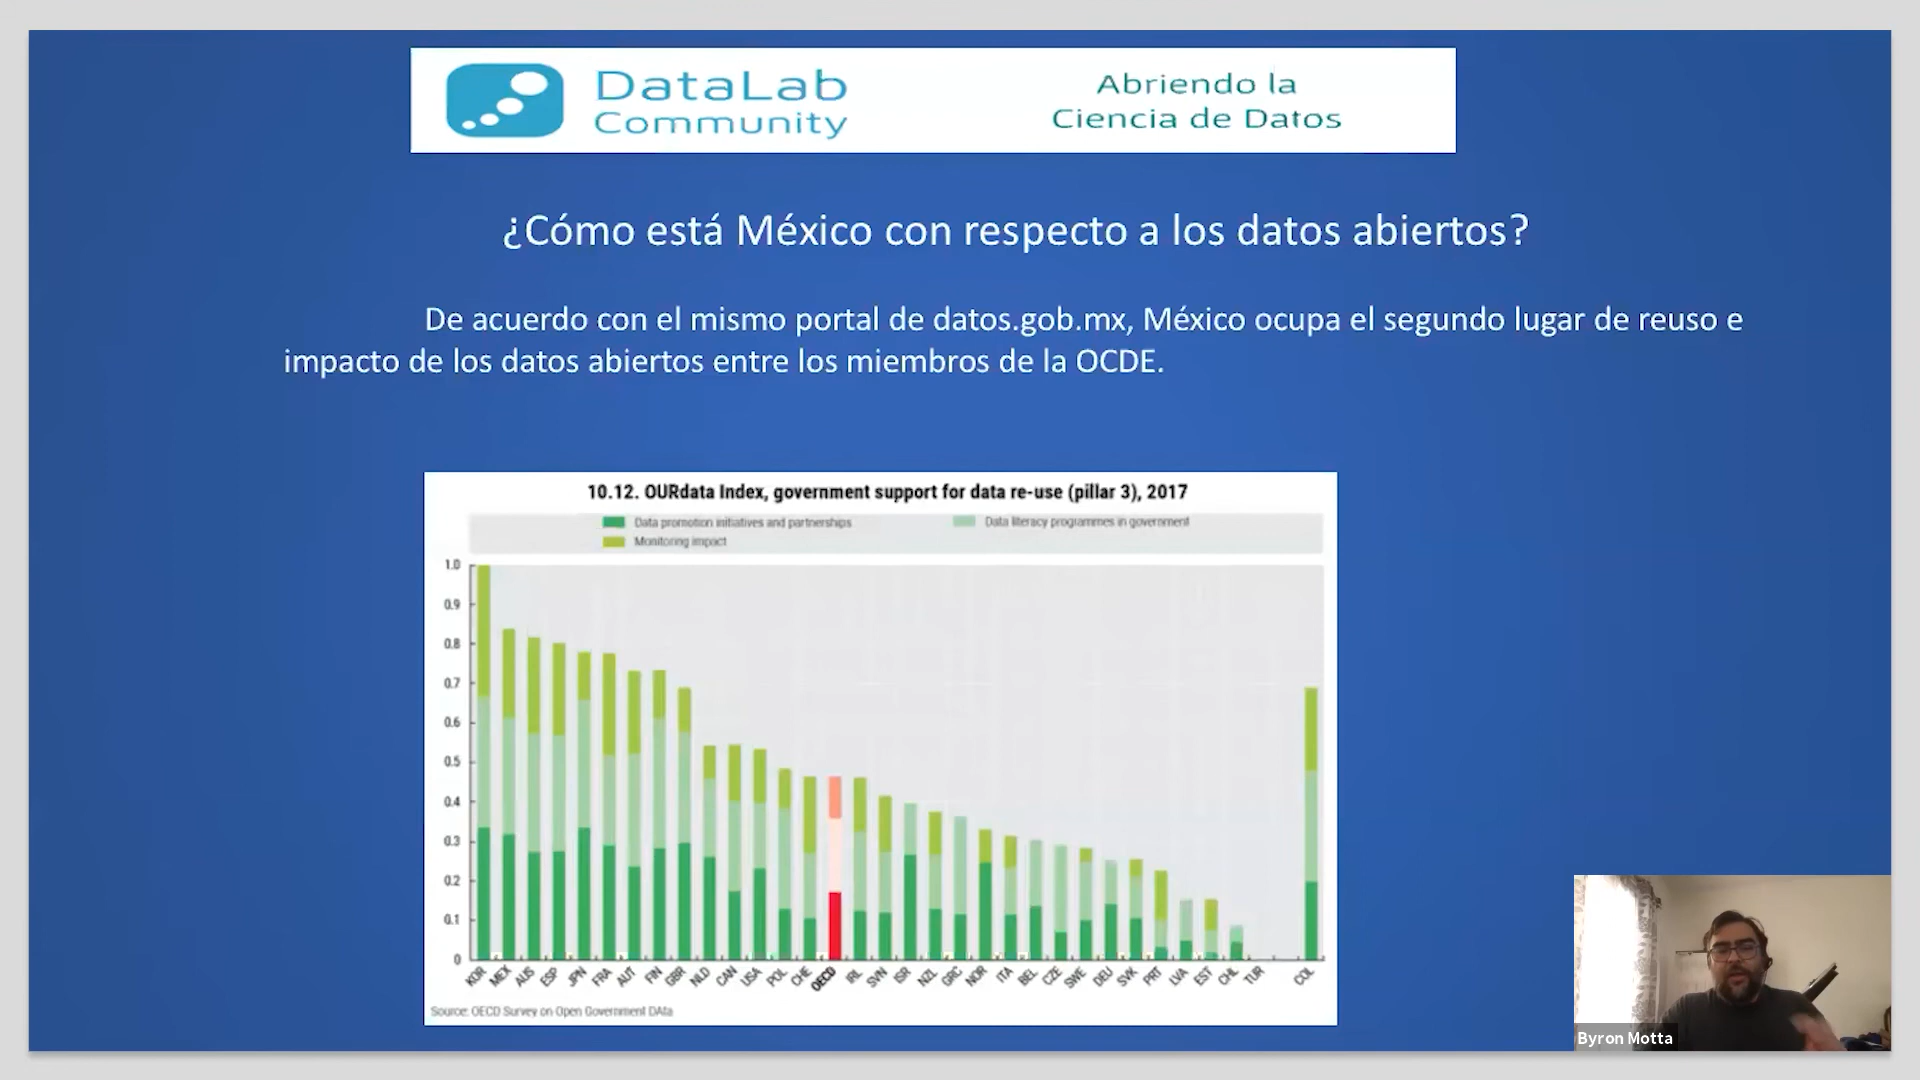 DataLab
Community
Abriendo la
Ciencia de Datos
¿Cómo está México con respecto a los datos abiertos?
De acuerdo con el mismo portal de datos.gob.mx, México ocupa el segundo lugar de reuso e
impacto de los datos abiertos entre los miembros de la OCDE.
10.12. OURdata Index, government support for data re-use (pillar 3), 2017
Data promotion initiatives and partnerships
Data literacy programmes in government
Monitoring impact
1.0
0.9
0.8
0.7
0.6
0.5
0.4
0.3
0.2
0.1
0
KOR MEX AUS ESP JPN FRA AUT FIN GBR NLD CAN USA POL CHE OECD IRL SVN ISR NZL GRC NOR ITA BEL CZE SWE DEU SVK PRT LVA EST CHL TUR COL
Source: OECD Survey on Open Government DAta
Byron Motta